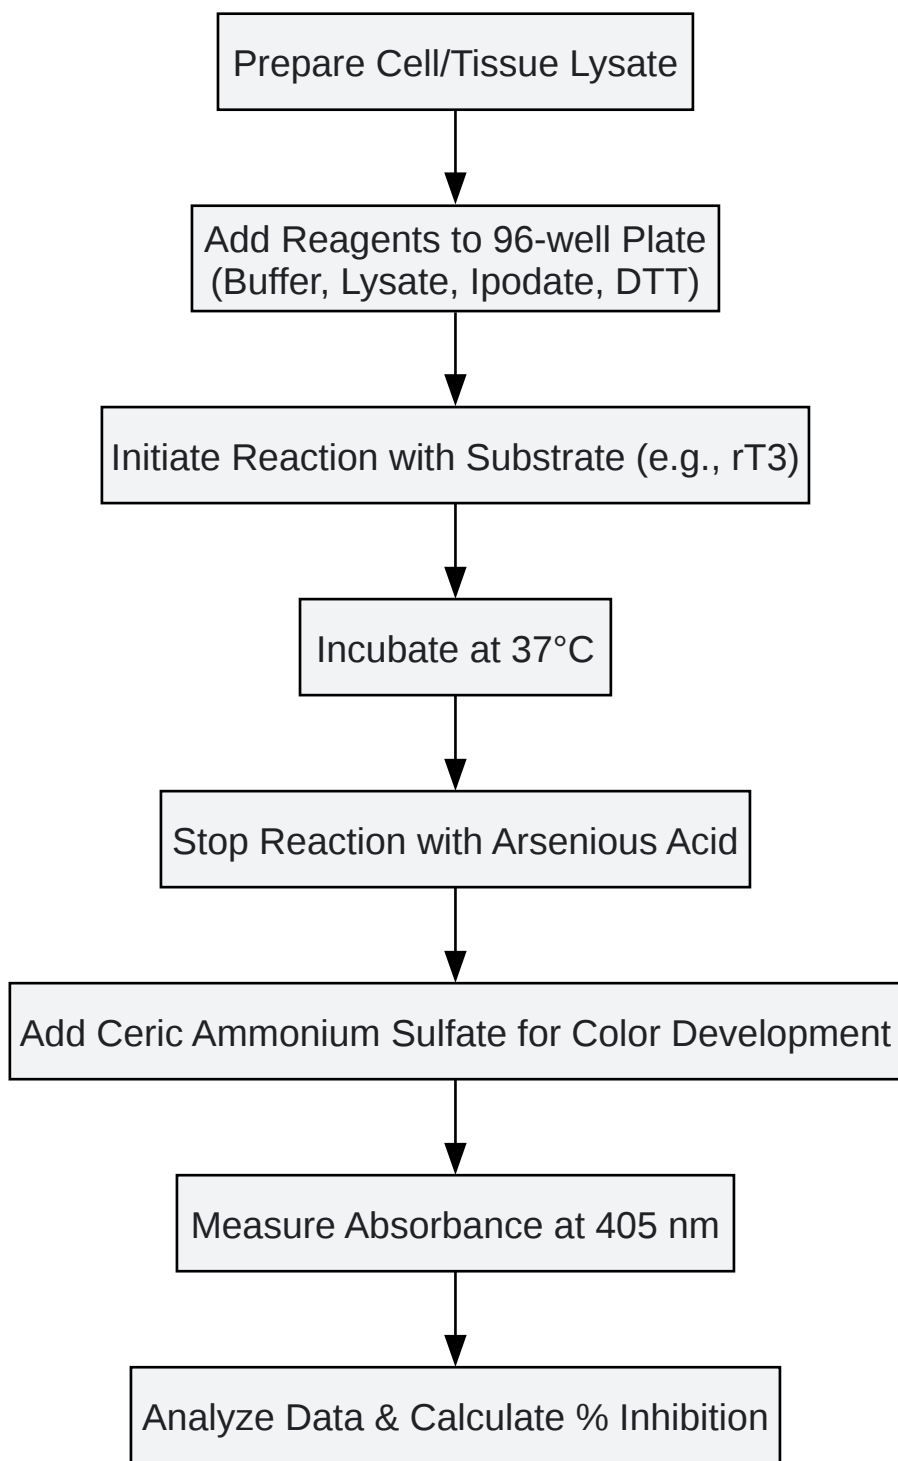 Prepare Cell/Tissue Lysate
Add Reagents to 96-well Plate
(Buffer, Lysate, Ipodate, DTT)
Initiate Reaction with Substrate (e.g., rT3)
Incubate at 37°C
Stop Reaction with Arsenious Acid
Add Ceric Ammonium Sulfate for Color Development
Measure Absorbance at 405 nm
Analyze Data & Calculate % Inhibition